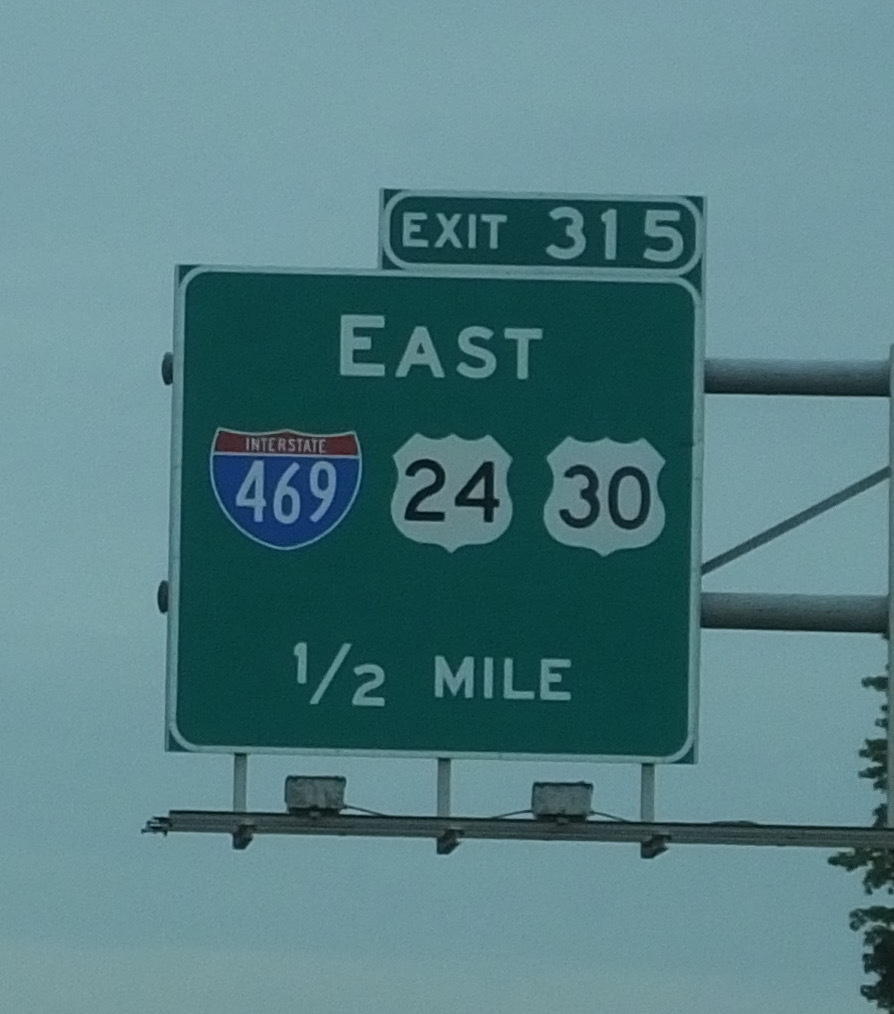 EXIT 315
EAST
INTERSTATE
469 24 30
1/2 MILE